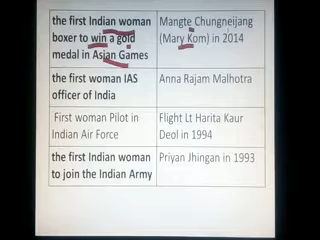 the first Indian woman
boxer to win a gold
medal in Asian Games
Mangte Chungneijang
(Mary Kom) in 2014
the first woman IAS
officer of India
Anna Rajam Malhotra
First woman Pilot in
Indian Air Force
Flight Lt Harita Kaur
Deol in 1994
the first Indian woman
to join the Indian Army
Priyan Jhingan in 1993